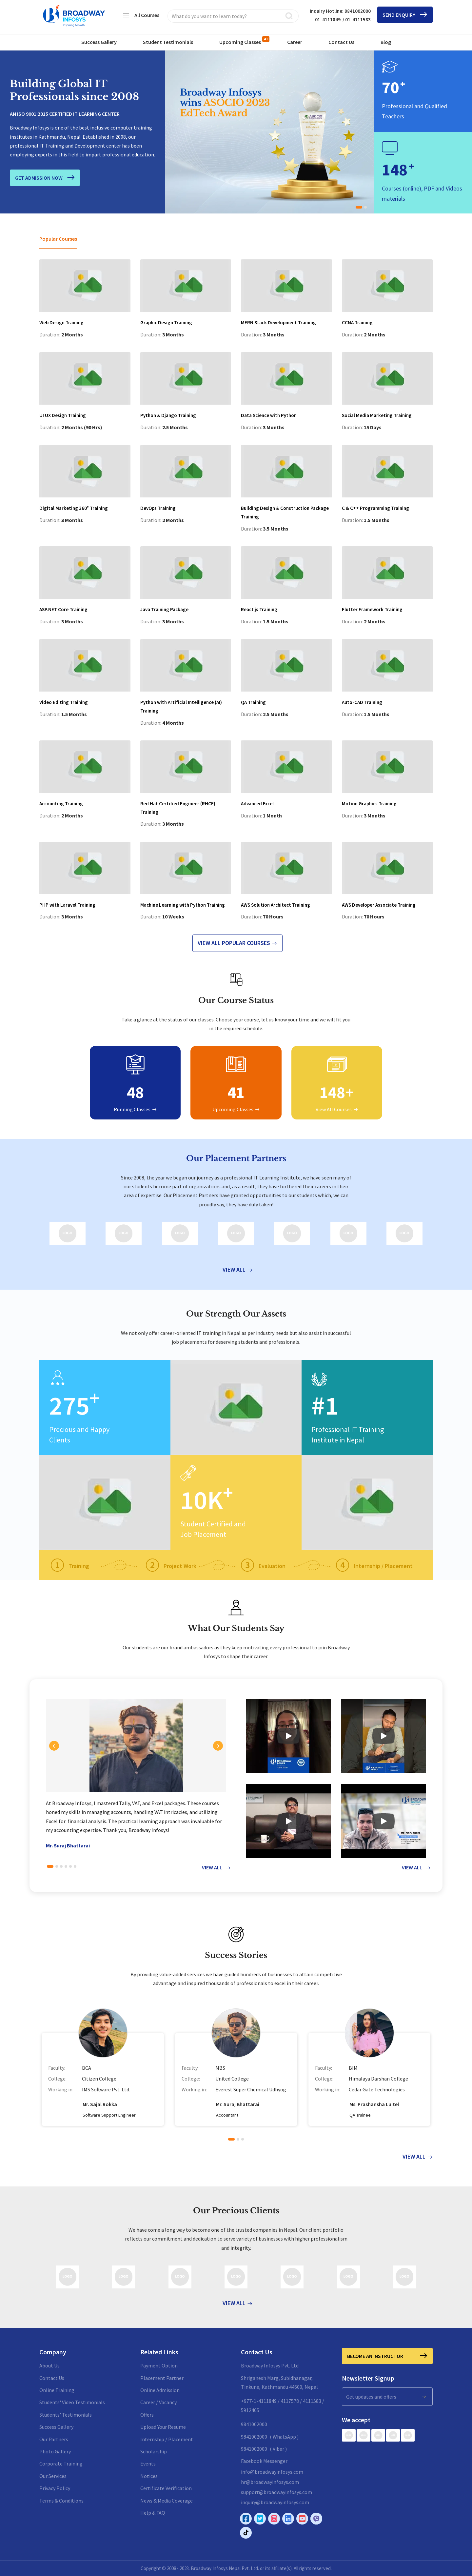 BROADWAY
INFOSYS
All Courses
What do you want to learn today?
Inquiry Hotline: 9841002000
01-4111849 / 01-4111583
SEND ENQUIRY
Success Gallery
Student Testimonials
Upcoming Classes
Career
Contact Us
Blog
Building Global IT
Professionals since 2008
AN ISO 9001:2015 CERTIFIED IT LEARNING CENTER
Broadway Infosys is one of the best inclusive computer training
institutes in Kathmandu, Nepal. Established in 2008, our
professional IT Training and Development center has been
employing experts in this field to impart professional education.
GET ADMISSION NOW
Broadway Infosys
wins ASOCIO 2023
EdTech Award
70+
Professional and Qualified
Teachers
148+
Courses (online), PDF and Videos
materials
Popular Courses
Web Design Training
Duration: 2 Months
Graphic Design Training
Duration: 3 Months
MERN Stack Development Training
Duration: 3 Months
CCNA Training
Duration: 2 Months
UI UX Design Training
Duration: 2 Months (90 Hrs)
Python & Django Training
Duration: 2.5 Months
Data Science with Python
Duration: 3 Months
Social Media Marketing Training
Duration: 15 Days
Digital Marketing 360° Training
Duration: 3 Months
DevOps Training
Duration: 2 Months
Building Design & Construction Package
Training
Duration: 3.5 Months
C & C++ Programming Training
Duration: 1.5 Months
ASP.NET Core Training
Duration: 3 Months
Java Training Package
Duration: 3 Months
React js Training
Duration: 1.5 Months
Flutter Framework Training
Duration: 2 Months
Video Editing Training
Duration: 1.5 Months
Python with Artificial Intelligence (AI)
Training
Duration: 4 Months
QA Training
Duration: 2.5 Months
Auto-CAD Training
Duration: 1.5 Months
Accounting Training
Duration: 2 Months
Red Hat Certified Engineer (RHCE)
Training
Duration: 3 Months
Advanced Excel
Duration: 1 Month
Motion Graphics Training
Duration: 3 Months
PHP with Laravel Training
Duration: 3 Months
Machine Learning with Python Training
Duration: 10 Weeks
AWS Solution Architect Training
Duration: 70 Hours
AWS Developer Associate Training
Duration: 70 Hours
VIEW ALL POPULAR COURSES
Our Course Status
Take a glance at the status of our classes. Choose your course, let us know your time and we will fit you
in the required schedule.
48
Running Classes
41
Upcoming Classes
148+
View All Courses
Our Placement Partners
Since 2008, the year we began our journey as a professional IT Learning Institute, we have seen many of
our students become part of organizations and, as a result, they have furthered their careers in their
area of expertise. Our Placement Partners have granted opportunities to our students which, we can
proudly say, they have duly taken!
VIEW ALL
Our Strength Our Assets
We not only offer career-oriented IT training in Nepal as per industry needs but also assist in successful
job placements for deserving students and professionals.
275+
Precious and Happy
Clients
#1
Professional IT Training
Institute in Nepal
10K+
Student Certified and
Job Placement
1 Training
2 Project Work
3 Evaluation
4 Internship / Placement
What Our Students Say
Our students are our brand ambassadors as they keep motivating every professional to join Broadway
Infosys to shape their career.
At Broadway Infosys, I mastered Tally, VAT, and Excel packages. These courses
honed my skills in managing accounts, handling VAT intricacies, and utilizing
Excel for financial analysis. The practical learning approach was invaluable for
my accounting expertise. Thank you, Broadway Infosys!
Mr. Suraj Bhattarai
VIEW ALL
VIEW ALL
Success Stories
By providing value-added services we have guided hundreds of businesses to attain competitive
advantage and inspired thousands of professionals to excel in their career.
Faculty: BCA
College: Citizen College
Working in: IMS Software Pvt. Ltd
Mr. Sajal Rokka
Software Support Engineer
Faculty: MBS
College: United College
Working in: Everest Super Chemical Udhyog
Mr. Suraj Bhattarai
Accountant
Faculty: BIM
College: Himalaya Darshan College
Working in: Cedar Gate Technologies
Ms. Prashansha Luitel
QA Trainee
VIEW ALL
Our Precious Clients
We have come a long way to become one of the trusted companies in Nepal. Our client portfolio
reflects our commitment and dedication to serve variety of customers with highest professionalism
and integrity.
VIEW ALL
Company
About Us
Contact Us
Online Training
Students' Video Testimonials
Students' Testimonials
Success Gallery
Our Partners
Photo Gallery
Corporate Training
Our Services
Privacy Policy
Terms & Conditions
Related Links
Payment Option
Placement Partner
Online Admission
Career / Vacancy
Offers
Upload Your Resume
Internship / Placement
Scholarship
Events
Notices
Certificate Verification
News & Media Coverage
Help & FAQ
Contact Us
Broadway Infosys Pvt. Ltd.
Shriganesh Marg, Subidhanagar,
Tinkune, Kathmandu 44600, Nepal
+977-1-4111849 / 4117578 / 4111583 /
5912405
9841002000
9841002000 ( WhatsApp )
9841002000 ( Viber )
Facebook Messenger
info@broadwayinfosys.com
hr@broadwayinfosys.com
support@broadwayinfosys.com
inquiry@broadwayinfosys.com
BECOME AN INSTRUCTOR
Newsletter Signup
Get updates and offers
We accept
Copyright © 2008 - 2023. Broadway Infosys Nepal Pvt. Ltd. or its affiliate(s). All rights reserved.